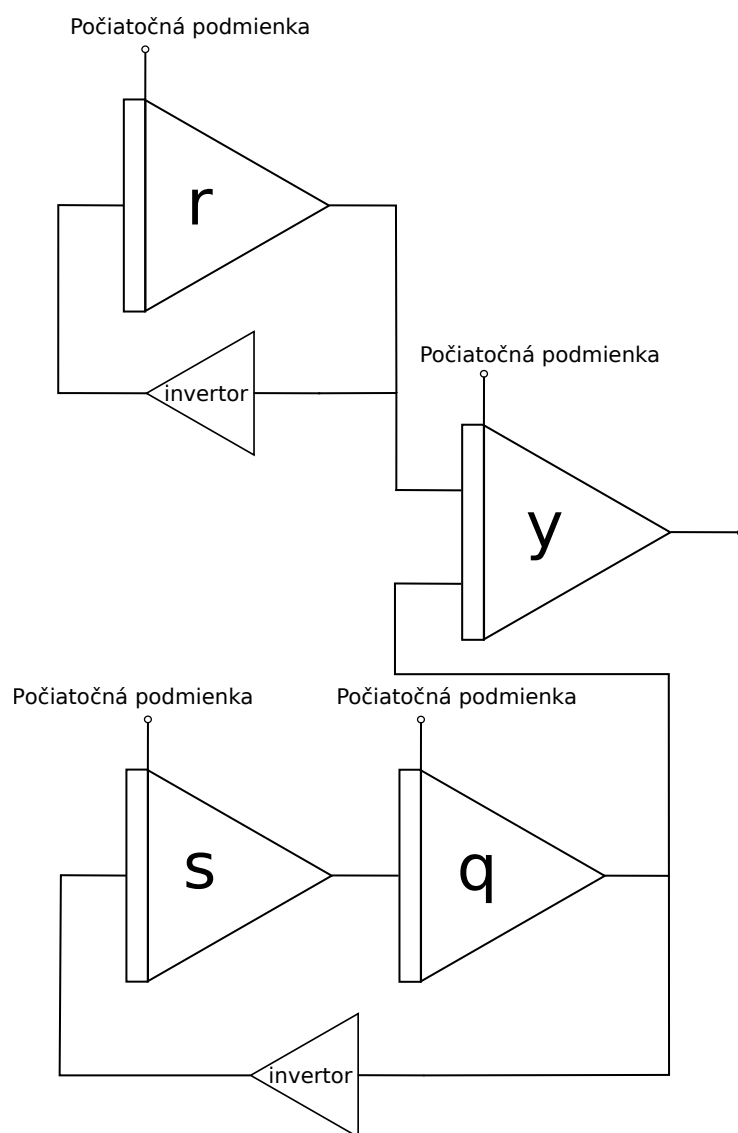 Počiatočná podmienka
r
invertor
Počiatočná podmienka
y
Počiatočná podmienka
Počiatočná podmienka
s
q
invertor